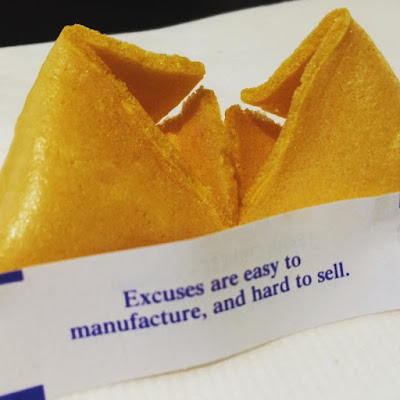 Excuses are easy to
manufacture, and hard to sell.